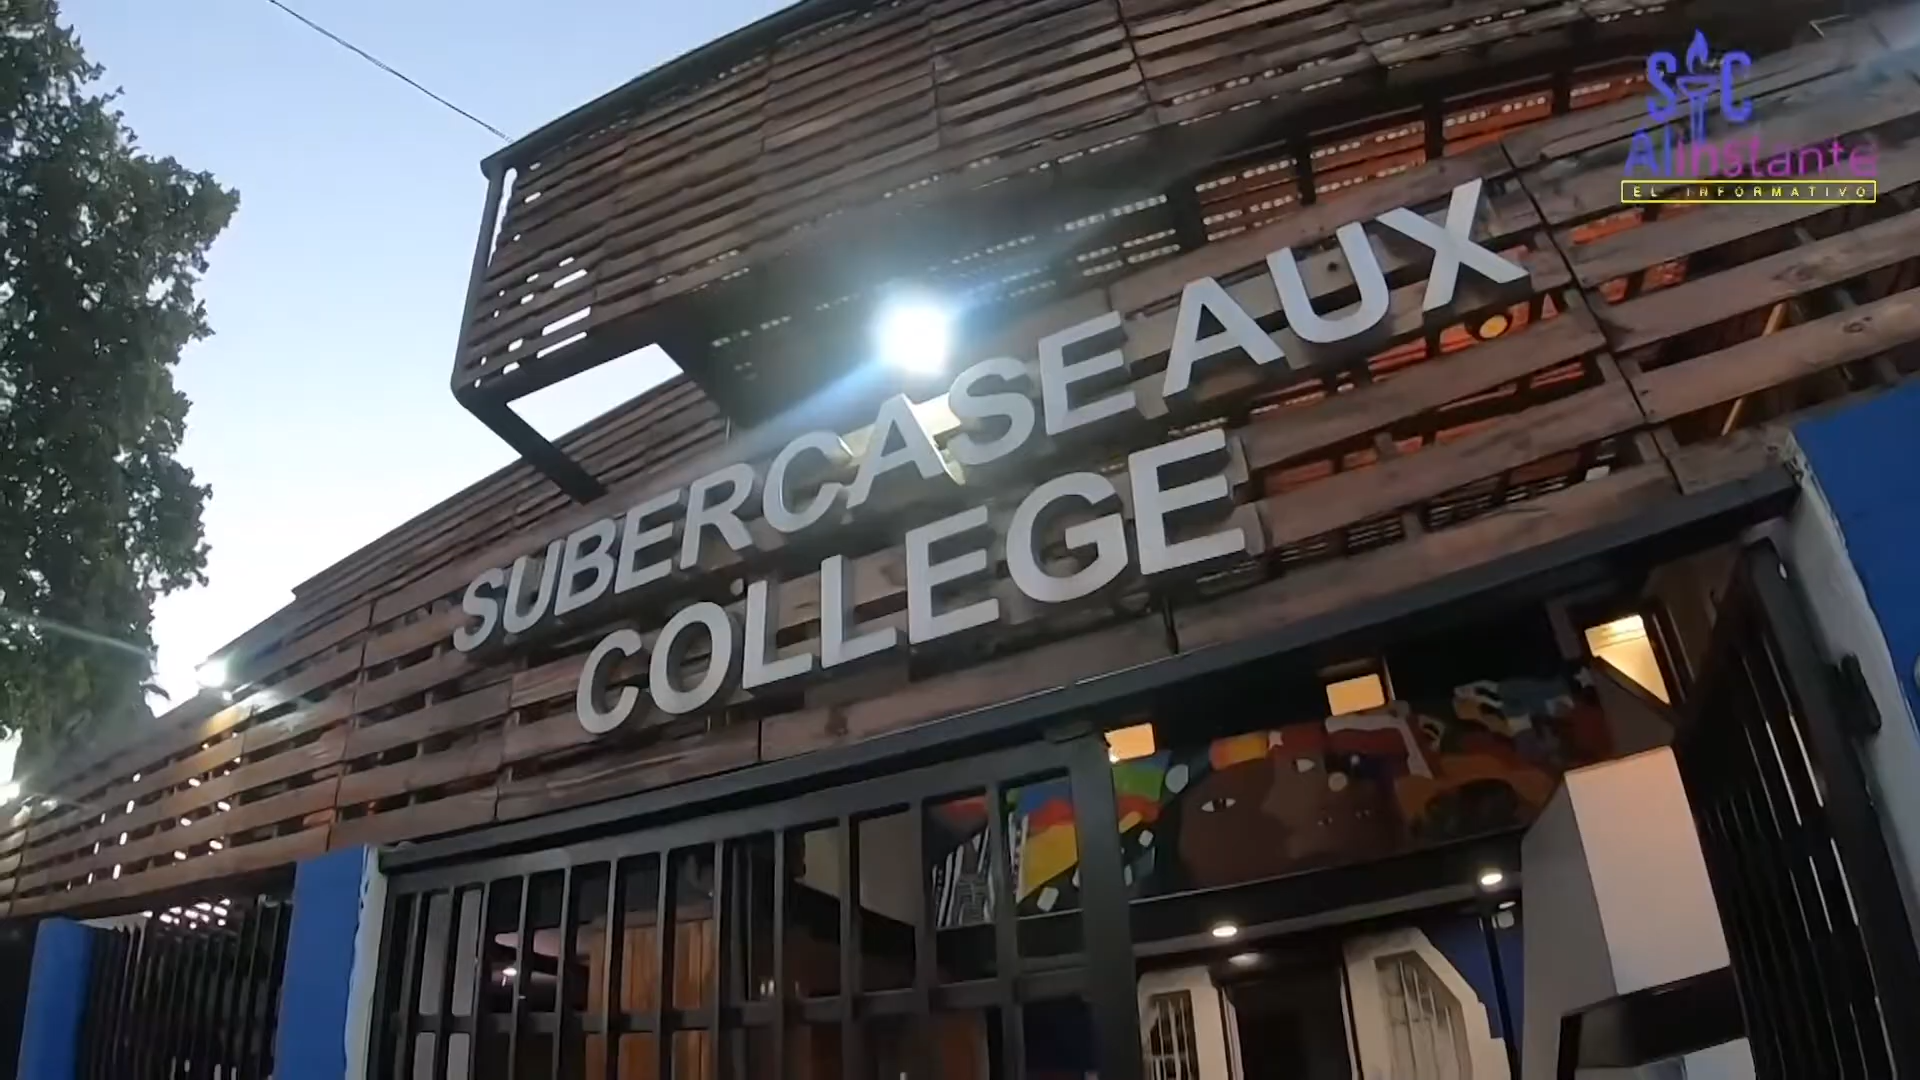 SUBERCASEAUX
COLLEGE
SC
Alinstante
EL INFORMATIVO